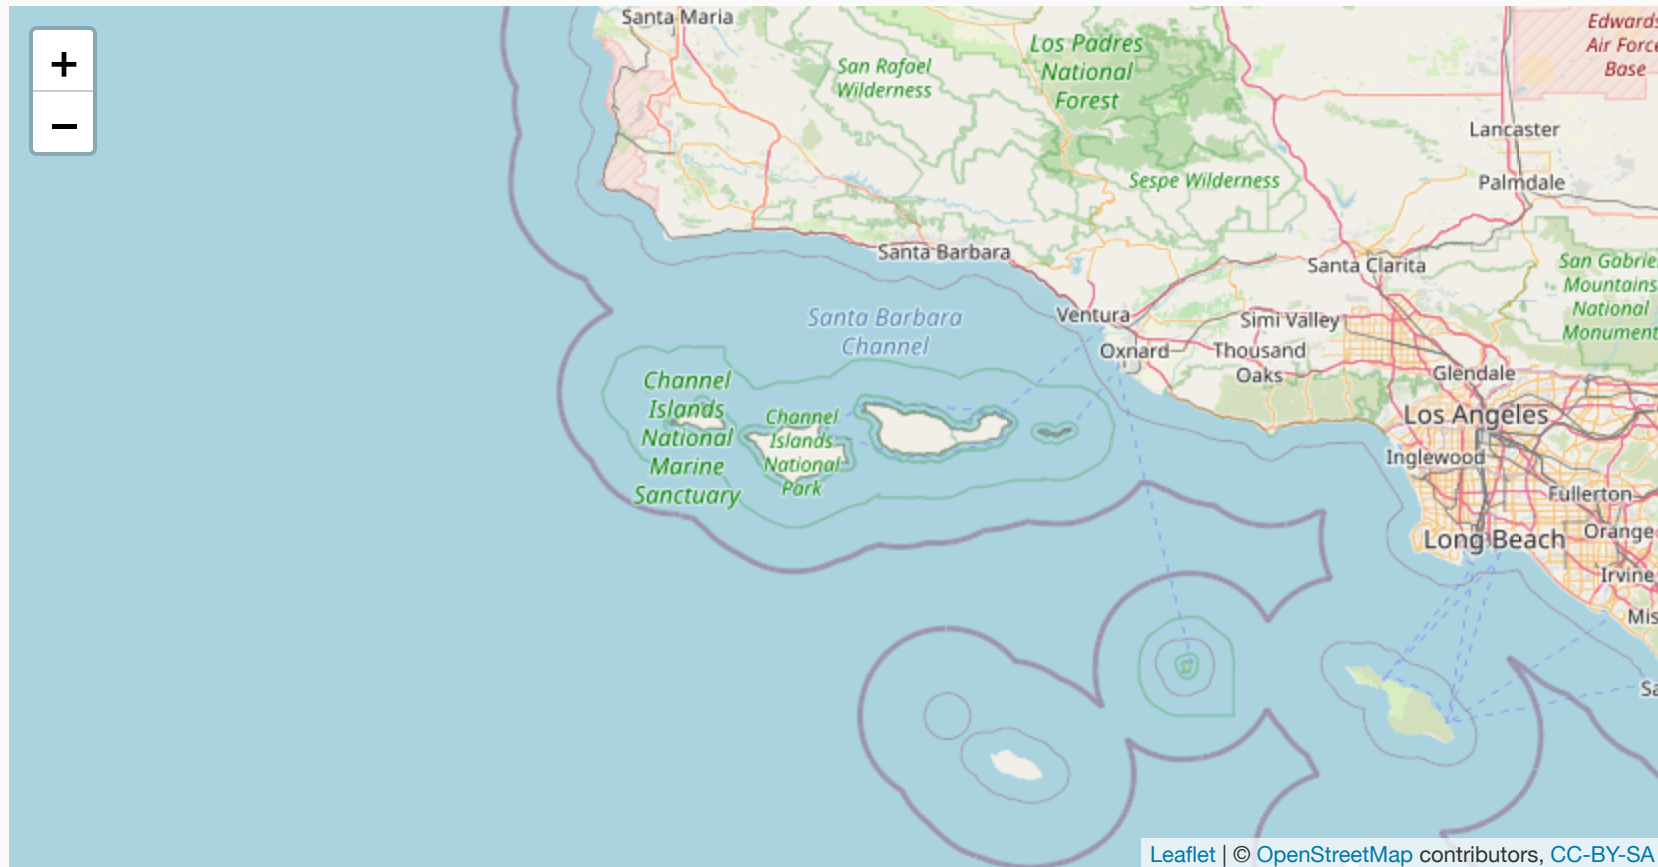 +
−
Santa Maria
San Rafael
Wilderness
Los Padres
National
Forest
Edwards
Air Force
Base
Lancaster
Palmdale
Sespe Wilderness
Santa Barbara
Santa Clarita
San Gabriel
Mountains
National
Monument
Santa Barbara
Channel
Ventura
Simi Valley
Oxnard
Thousand
Oaks
Glendale
Channel
Islands
National
Marine
Sanctuary
Channel
Islands
National
Park
Los Angeles
Inglewood
Fullerton
Orange
Long Beach
Irvine
Mis
Sa
Leaflet | © OpenStreetMap contributors, CC-BY-SA